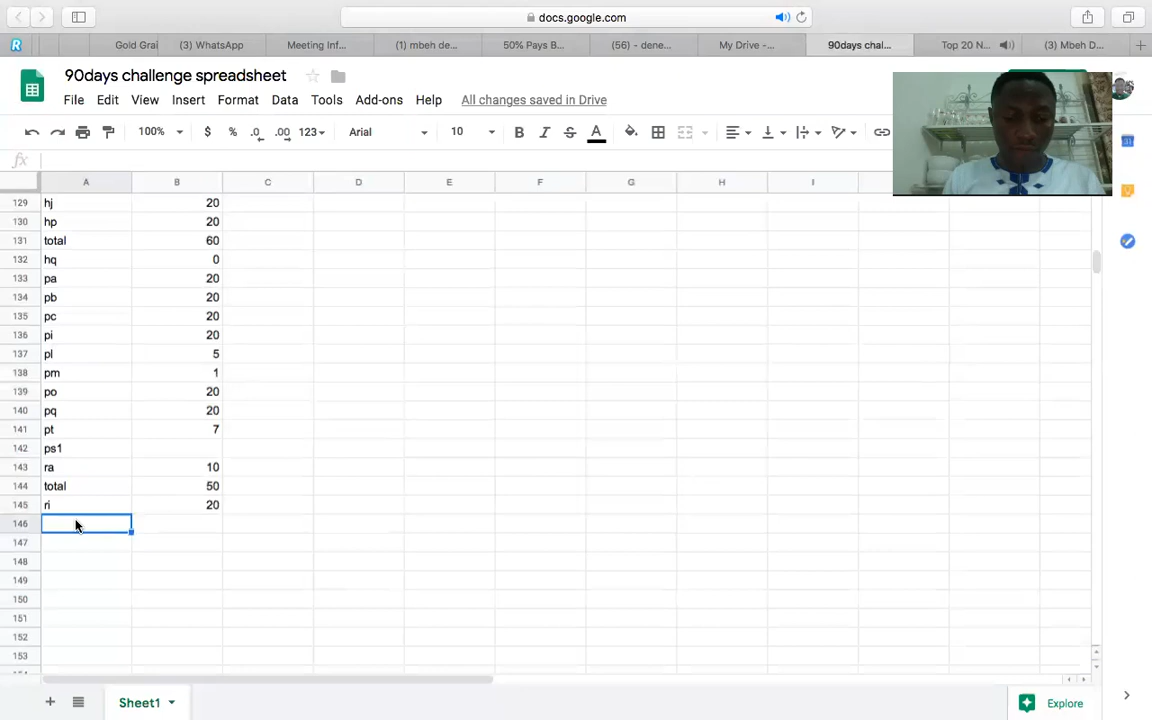 docs.google.com
Gold Grai
(3) WhatsApp
Meeting Inf...
(1) mbeh de...
50% Pays B...
(56) - dene...
My Drive -...
90days chal...
Top 20 N...
(3) Mbeh D...
90days challenge spreadsheet
File Edit View Insert Format Data Tools Add-ons Help All changes saved in Drive
100% $ % .0 .00 123 Arial 10 B I S A
fx
A B C D E F G H I
129 hj 20
130 hp 20
131 total 60
132 hq 0
133 pa 20
134 pb 20
135 pc 20
136 pi 20
137 pl 5
138 pm 1
139 po 20
140 pq 20
141 pt 7
142 ps1
143 ra 10
144 total 50
145 ri 20
146
147
148
149
150
151
152
153
Sheet1
Explore